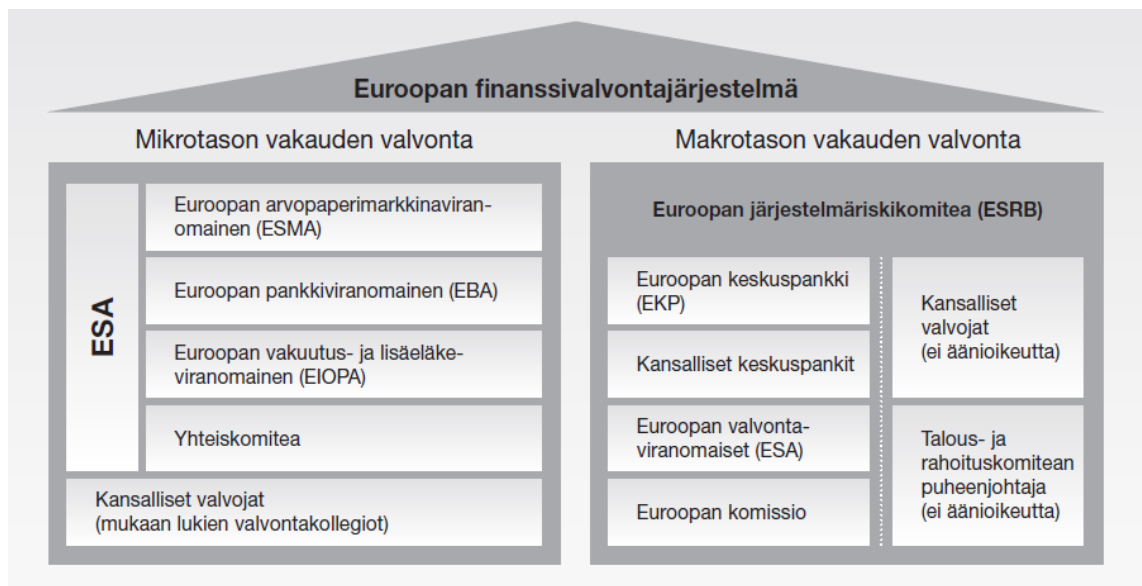 Euroopan finanssivalvontajärjestelmä
Mikrotason vakauden valvonta
ESA
Euroopan arvopaperimarkkinaviran-
omainen (ESMA)
Euroopan pankkiviranomainen (EBA)
Euroopan vakuutus- ja lisäeläke-
viranomainen (EIOPA)
Yhteiskomitea
Kansalliset valvojat
(mukaan lukien valvontakollegiot)
Makrotason vakauden valvonta
Euroopan järjestelmäriskikomitea (ESRB)
Euroopan keskuspankki
(EKP)
Kansalliset keskuspankit
Euroopan valvonta-
viranomaiset (ESA)
Euroopan komissio
Kansalliset
valvojat
(ei äänioikeutta)
Talous- ja
rahoituskomitean
puheenjohtaja
(ei äänioikeutta)